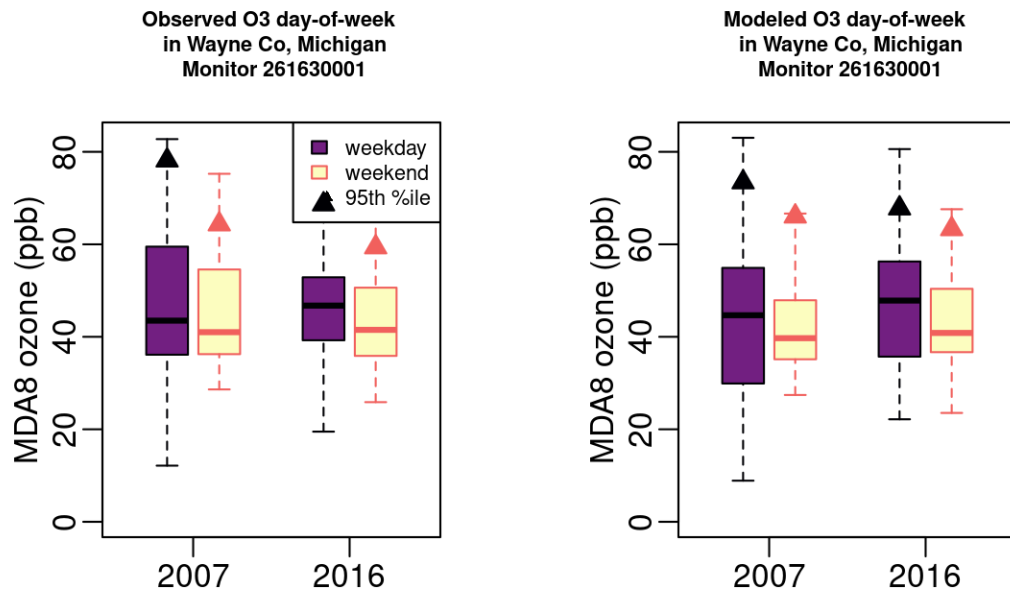 Observed O3 day-of-week
in Wayne Co, Michigan
Monitor 261630001
MDA8 ozone (ppb)
80
60
40
20
0
weekday
weekend
95th %ile
2007
2016
Modeled O3 day-of-week
in Wayne Co, Michigan
Monitor 261630001
MDA8 ozone (ppb)
80
60
40
20
0
2007
2016